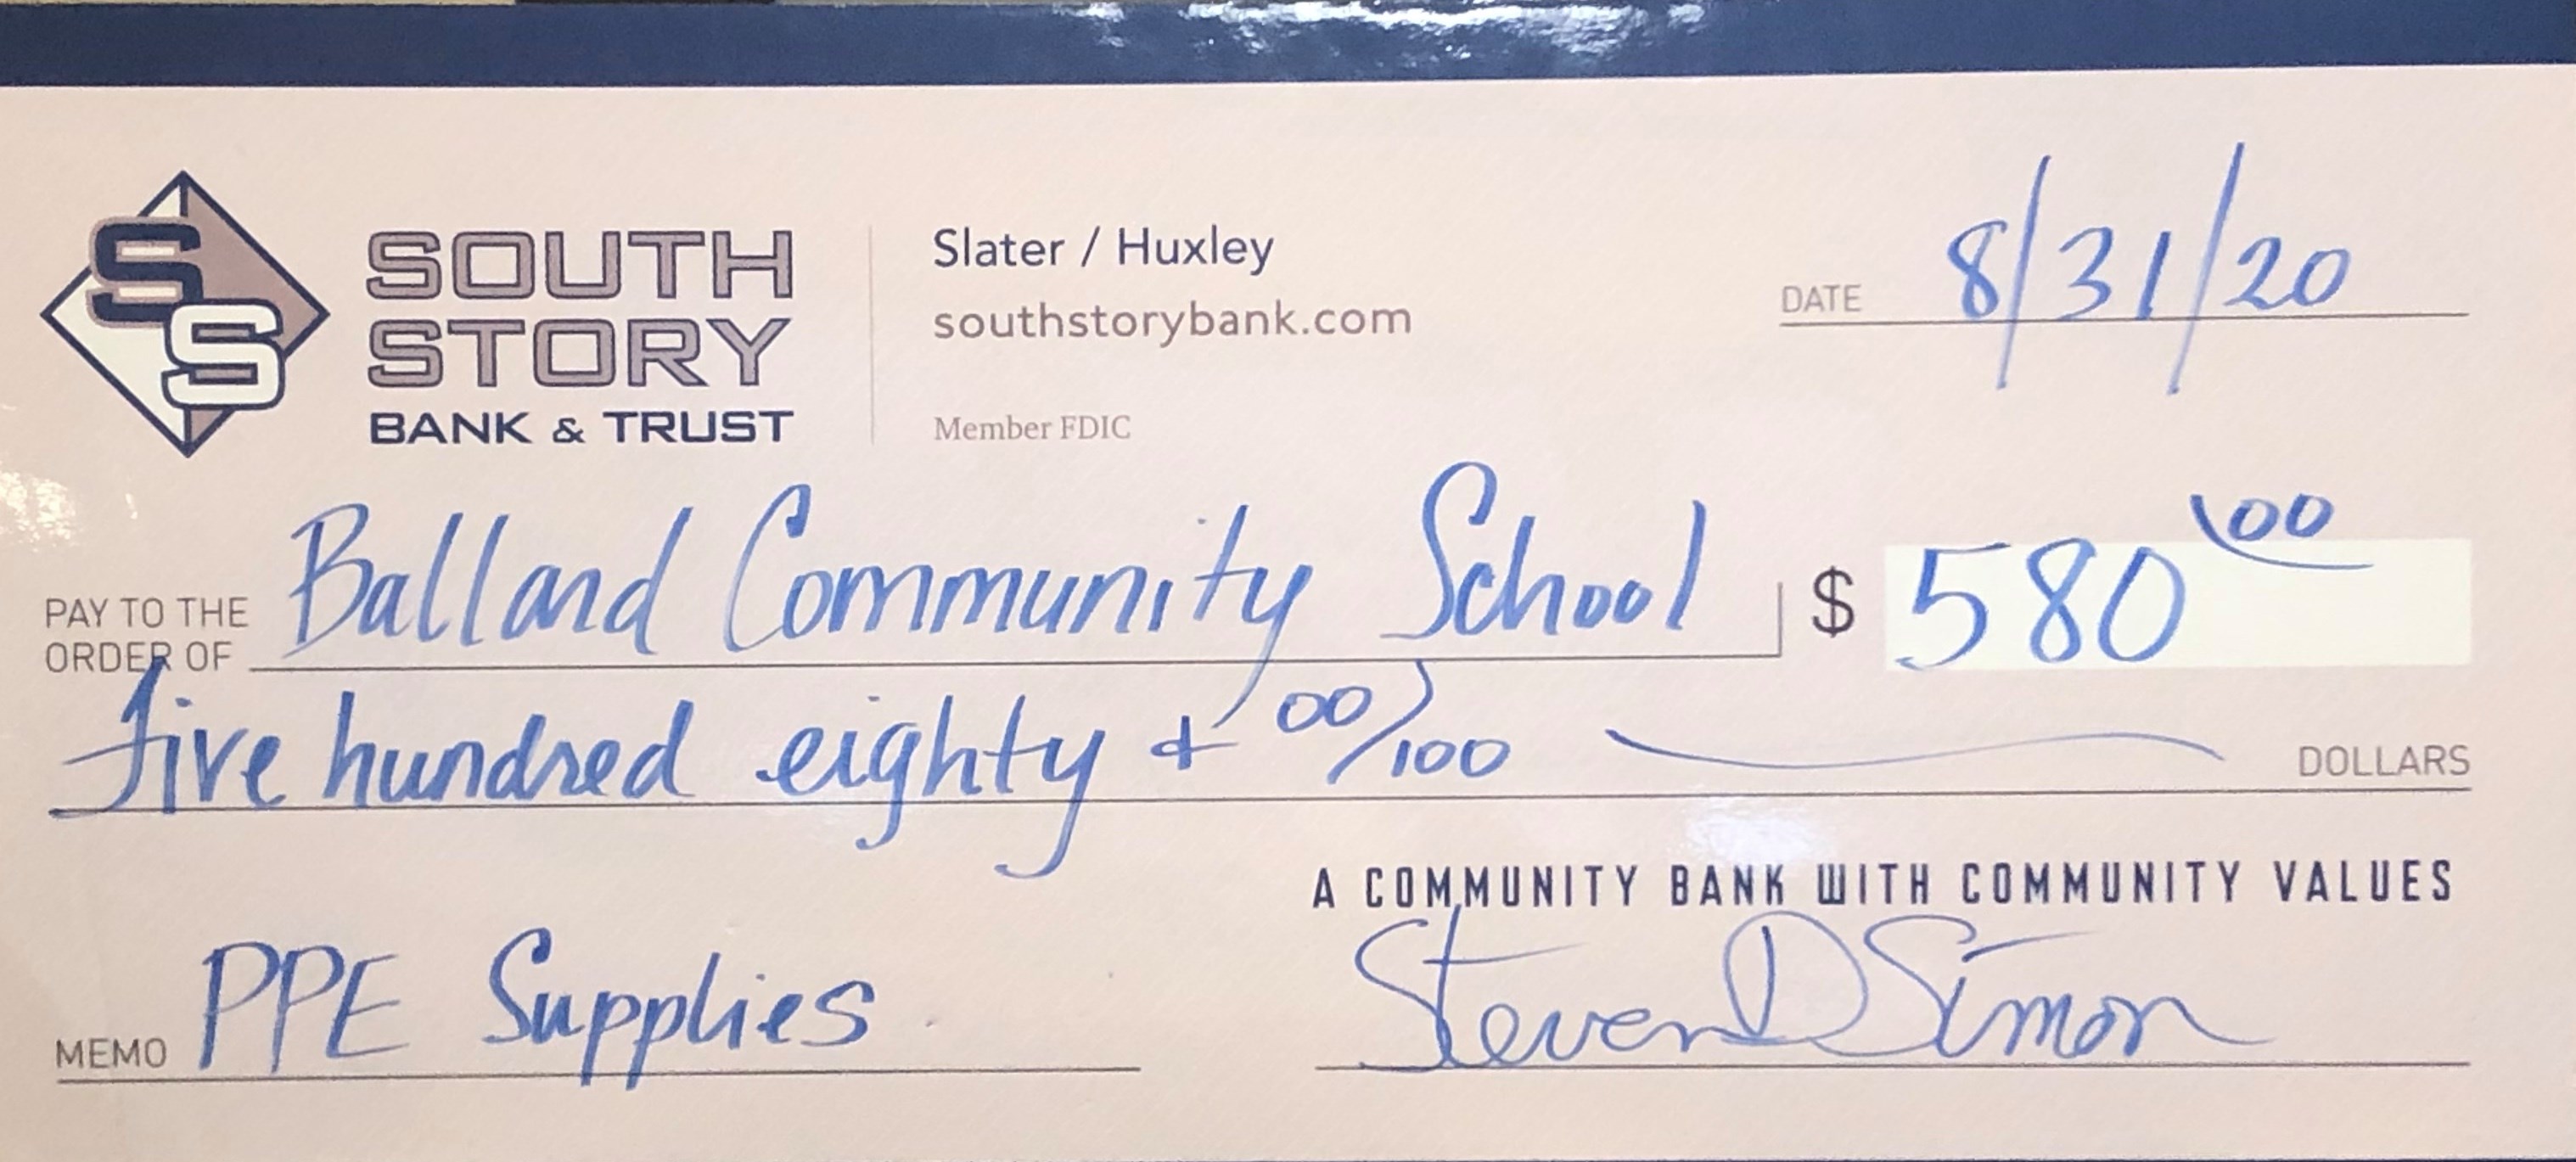 SS
SOUTH
STORY
BANK & TRUST
Slater / Huxley
southstorybank.com
Member FDIC
DATE 8/31/20
PAY TO THE
ORDER OF Ballard Community School $ 580 00
five hundred eighty + 00/100 DOLLARS
A COMMUNITY BANK WITH COMMUNITY VALUES
MEMO PPE Supplies
Steven D Simon